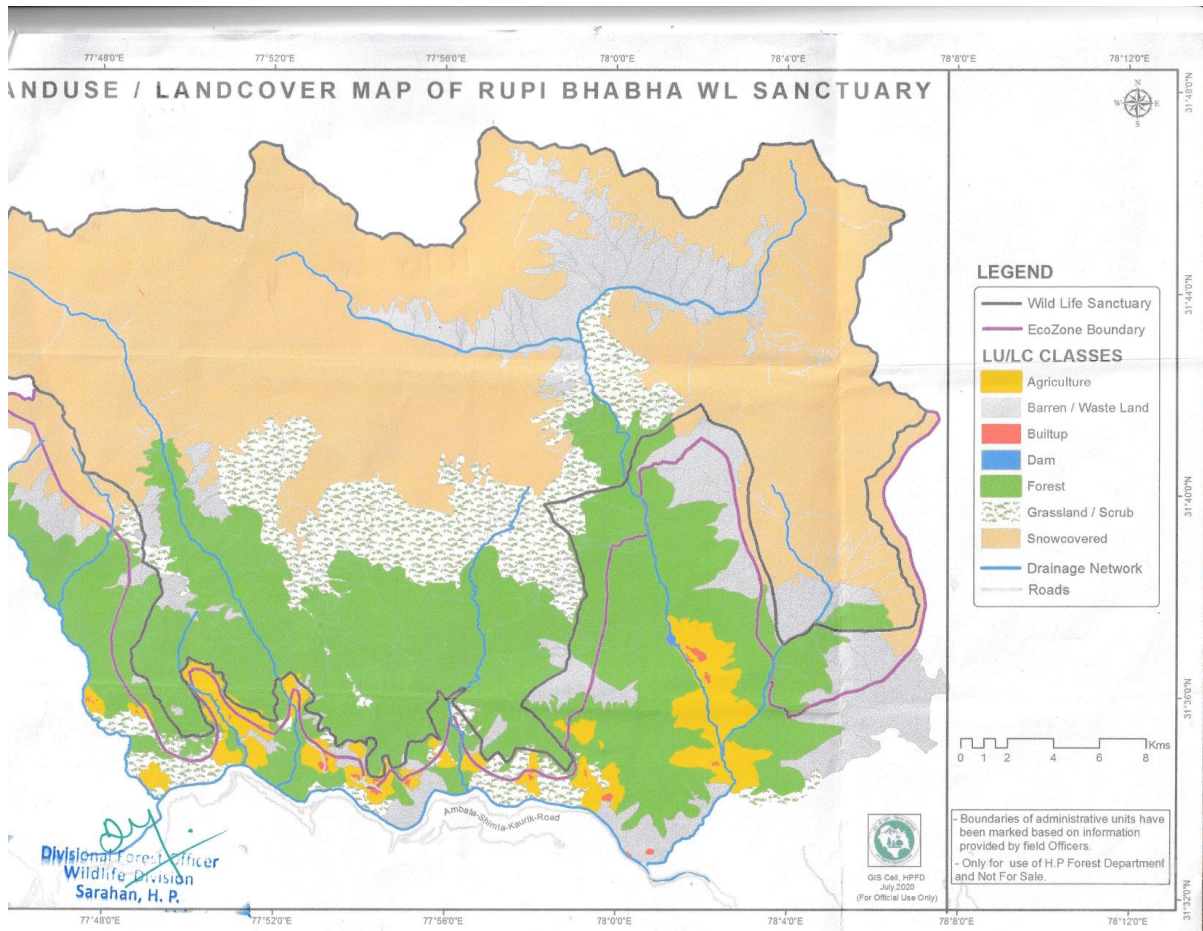 77°48'0"E 77°52'0"E 77°56'0"E 78°0'0"E 78°4'0"E 78°8'0"E 78°12'0"E
ANDUSE / LANDCOVER MAP OF RUPI BHABHA WL SANCTUARY
N
W E
S
31°48'0"N
31°44'0"N
31°40'0"N
31°36'0"N
31°32'0"N
LEGEND
Wild Life Sanctuary
EcoZone Boundary
LU/LC CLASSES
Agriculture
Barren / Waste Land
Builtup
Dam
Forest
Grassland / Scrub
Snowcovered
Drainage Network
Roads
Kms
0 1 2 4 6 8
Ambala-Shimla-Kaurik-Road
Divisional Forest Officer
Wildlife Division
Sarahan, H. P.
GIS Cell, HPFD
July,2020
(For Official Use Only)
- Boundaries of administrative units have
been marked based on information
provided by field Officers.
- Only for use of H.P Forest Department
and Not For Sale.
77°48'0"E 77°52'0"E 77°56'0"E 78°0'0"E 78°4'0"E 78°8'0"E 78°12'0"E